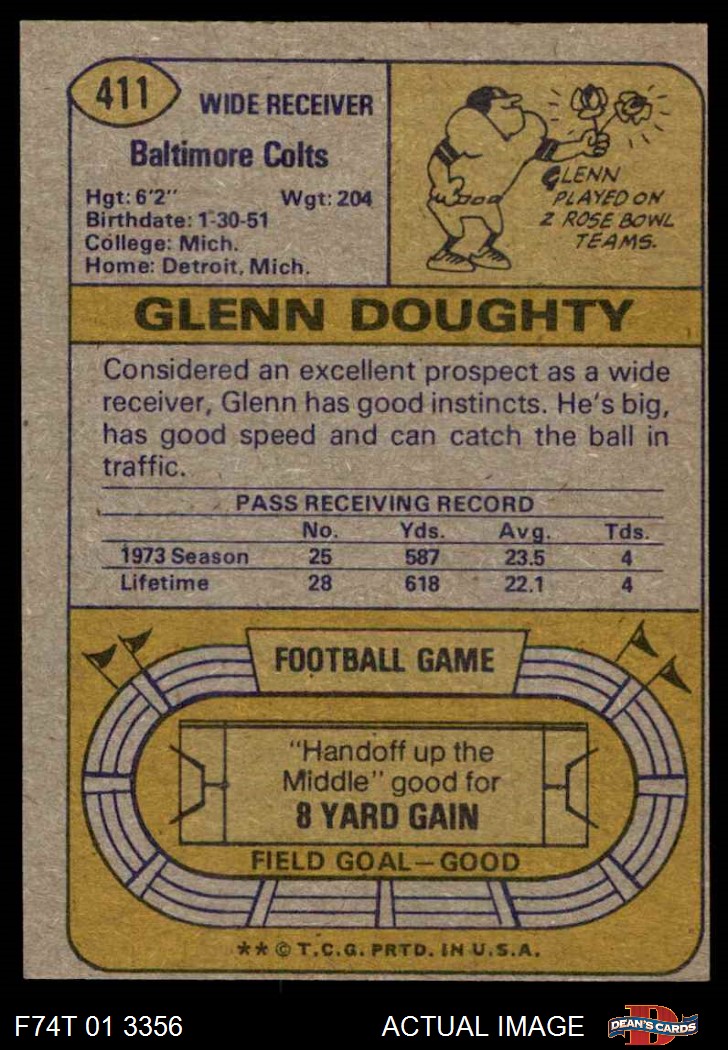 411
WIDE RECEIVER
Baltimore Colts
Hgt: 6'2" Wgt: 204
Birthdate: 1-30-51
College: Mich.
Home: Detroit, Mich.
GLENN
PLAYED ON
2 ROSE BOWL
TEAMS.
GLENN DOUGHTY
Considered an excellent prospect as a wide
receiver, Glenn has good instincts. He's big,
has good speed and can catch the ball in
traffic.
PASS RECEIVING RECORD
No. Yds. Avg. Tds.
1973 Season 25 587 23.5 4
Lifetime 28 618 22.1 4
FOOTBALL GAME
"Handoff up the
Middle" good for
8 YARD GAIN
FIELD GOAL—GOOD
** © T.C.G. PRTD. IN U.S.A.
F74T 01 3356 ACTUAL IMAGE D DEAN'S CARDS